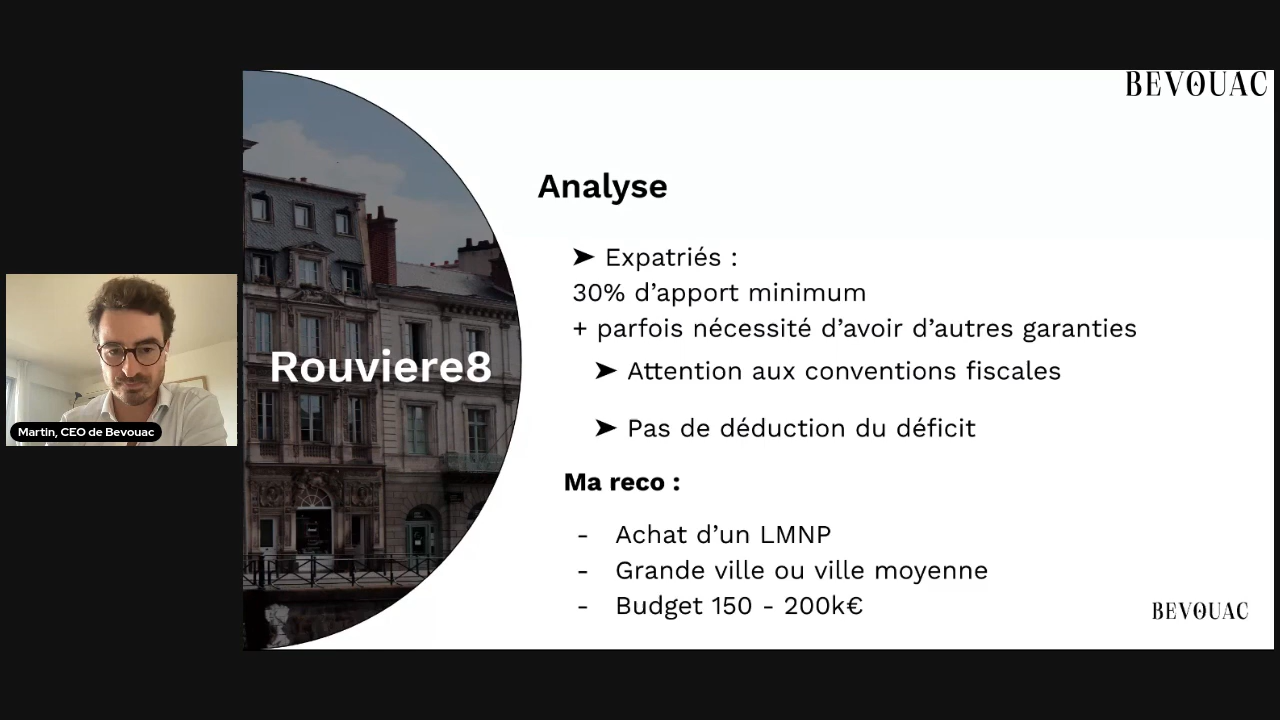 BEVOUAC
Analyse
➤ Expatriés :
30% d’apport minimum
+ parfois nécessité d’avoir d’autres garanties
➤ Attention aux conventions fiscales
Rouviere8
➤ Pas de déduction du déficit
Martin, CEO de Bevouac
Ma reco :
- Achat d’un LMNP
- Grande ville ou ville moyenne
- Budget 150 - 200k€
BEVOUAC